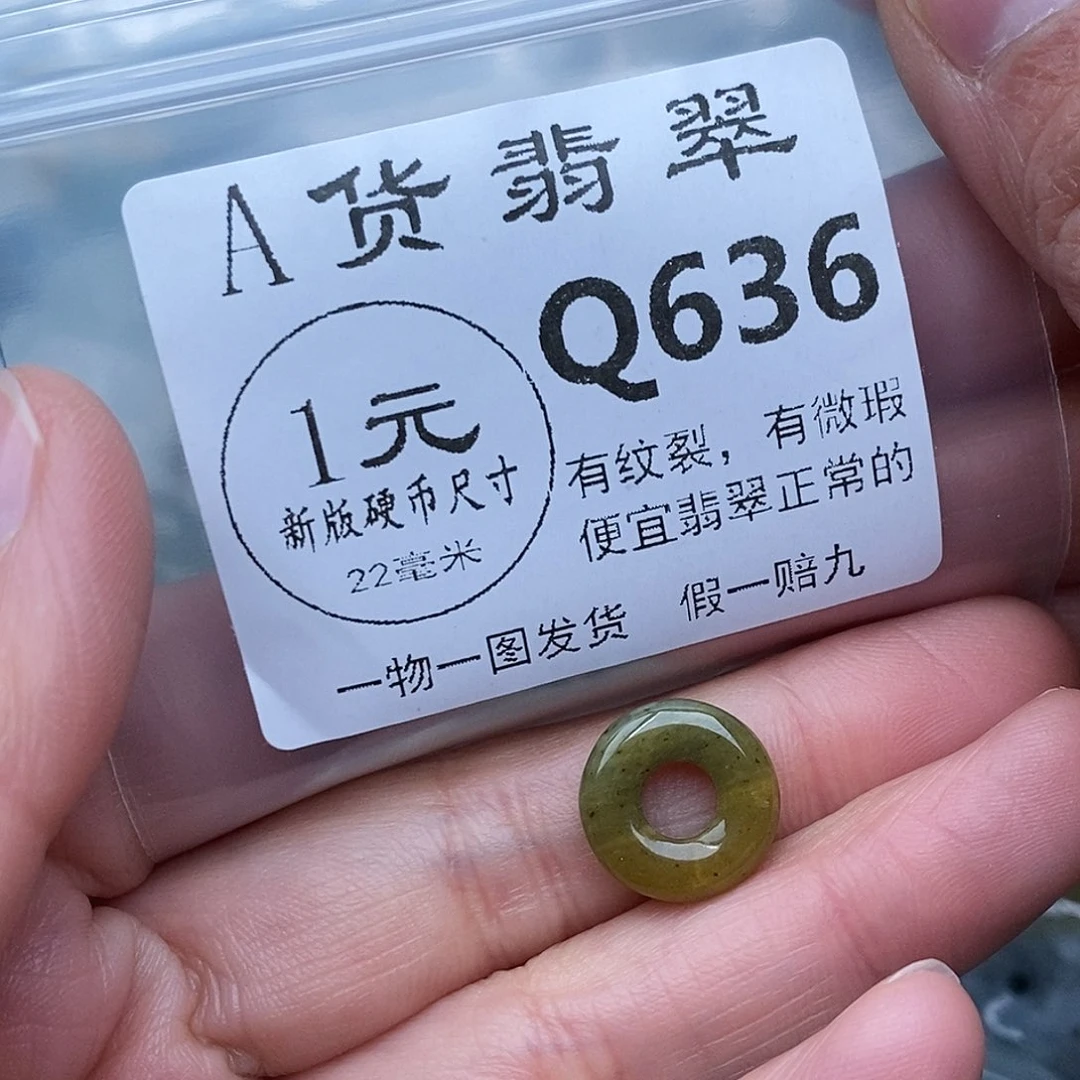 A货翡翠
Q636
1元
新版硬币尺寸
22毫米
有纹裂，有微瑕
便宜翡翠正常的
一物一图发货 假一赔九